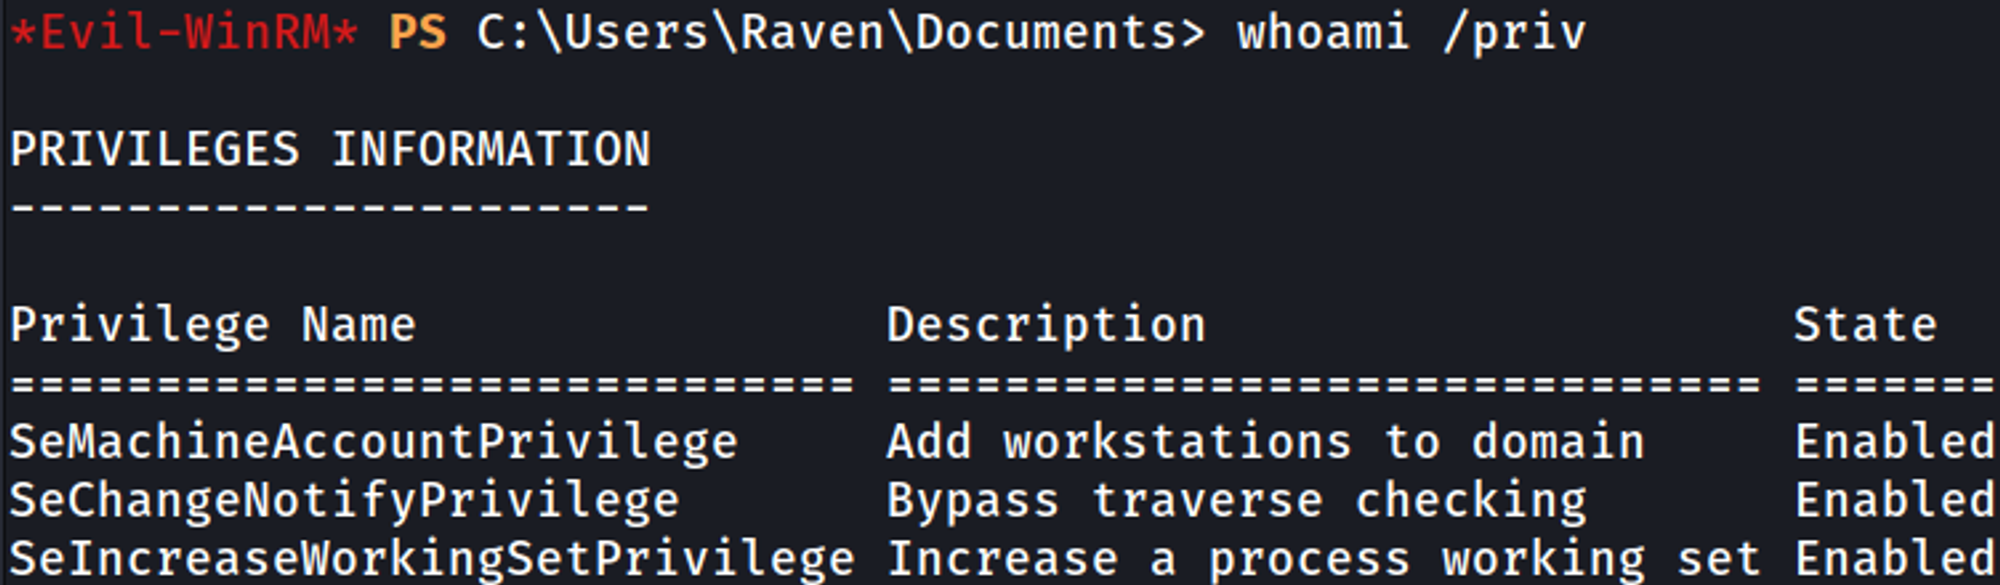 *Evil-WinRM* PS C:\Users\Raven\Documents> whoami /priv
PRIVILEGES INFORMATION
----------------------
Privilege Name                Description                    State
============================= ============================== =======
SeMachineAccountPrivilege     Add workstations to domain     Enabled
SeChangeNotifyPrivilege       Bypass traverse checking       Enabled
SeIncreaseWorkingSetPrivilege Increase a process working set Enabled